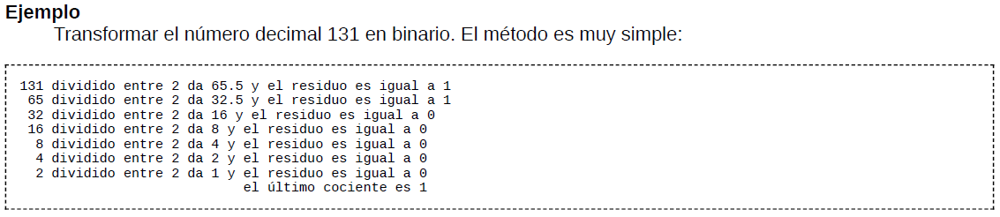 Ejemplo
Transformar el número decimal 131 en binario. El método es muy simple:
131 dividido entre 2 da 65.5 y el residuo es igual a 1
65 dividido entre 2 da 32.5 y el residuo es igual a 1
32 dividido entre 2 da 16 y el residuo es igual a 0
16 dividido entre 2 da 8 y el residuo es igual a 0
8 dividido entre 2 da 4 y el residuo es igual a 0
4 dividido entre 2 da 2 y el residuo es igual a 0
2 dividido entre 2 da 1 y el residuo es igual a 0
el último cociente es 1